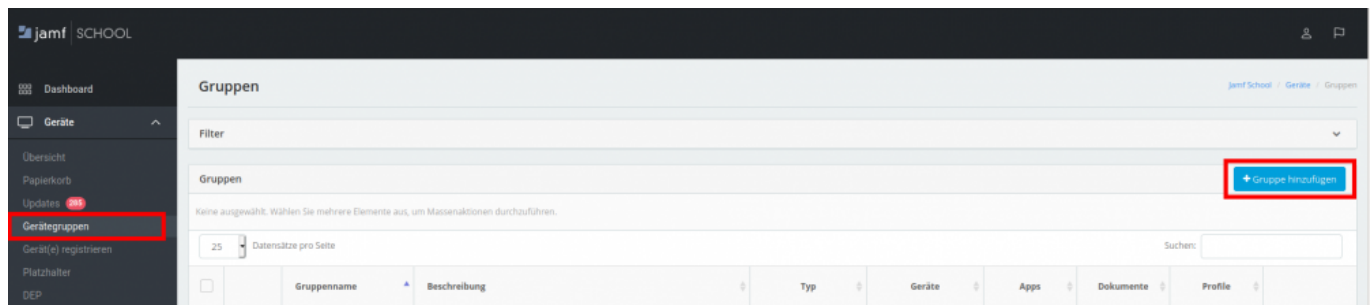 jamf SCHOOL
Dashboard
Geräte
Übersicht
Papierkorb
Updates 265
Gerätegruppen
Gerät(e) registrieren
Platzhalter
DEP
Gruppen
Jamf School / Geräte / Gruppen
Filter
Gruppen
+ Gruppe hinzufügen
Keine ausgewählt. Wählen Sie mehrere Elemente aus, um Massenaktionen durchzuführen.
25 Datensätze pro Seite
Suchen:
Gruppenname Beschreibung Typ Geräte Apps Dokumente Profile